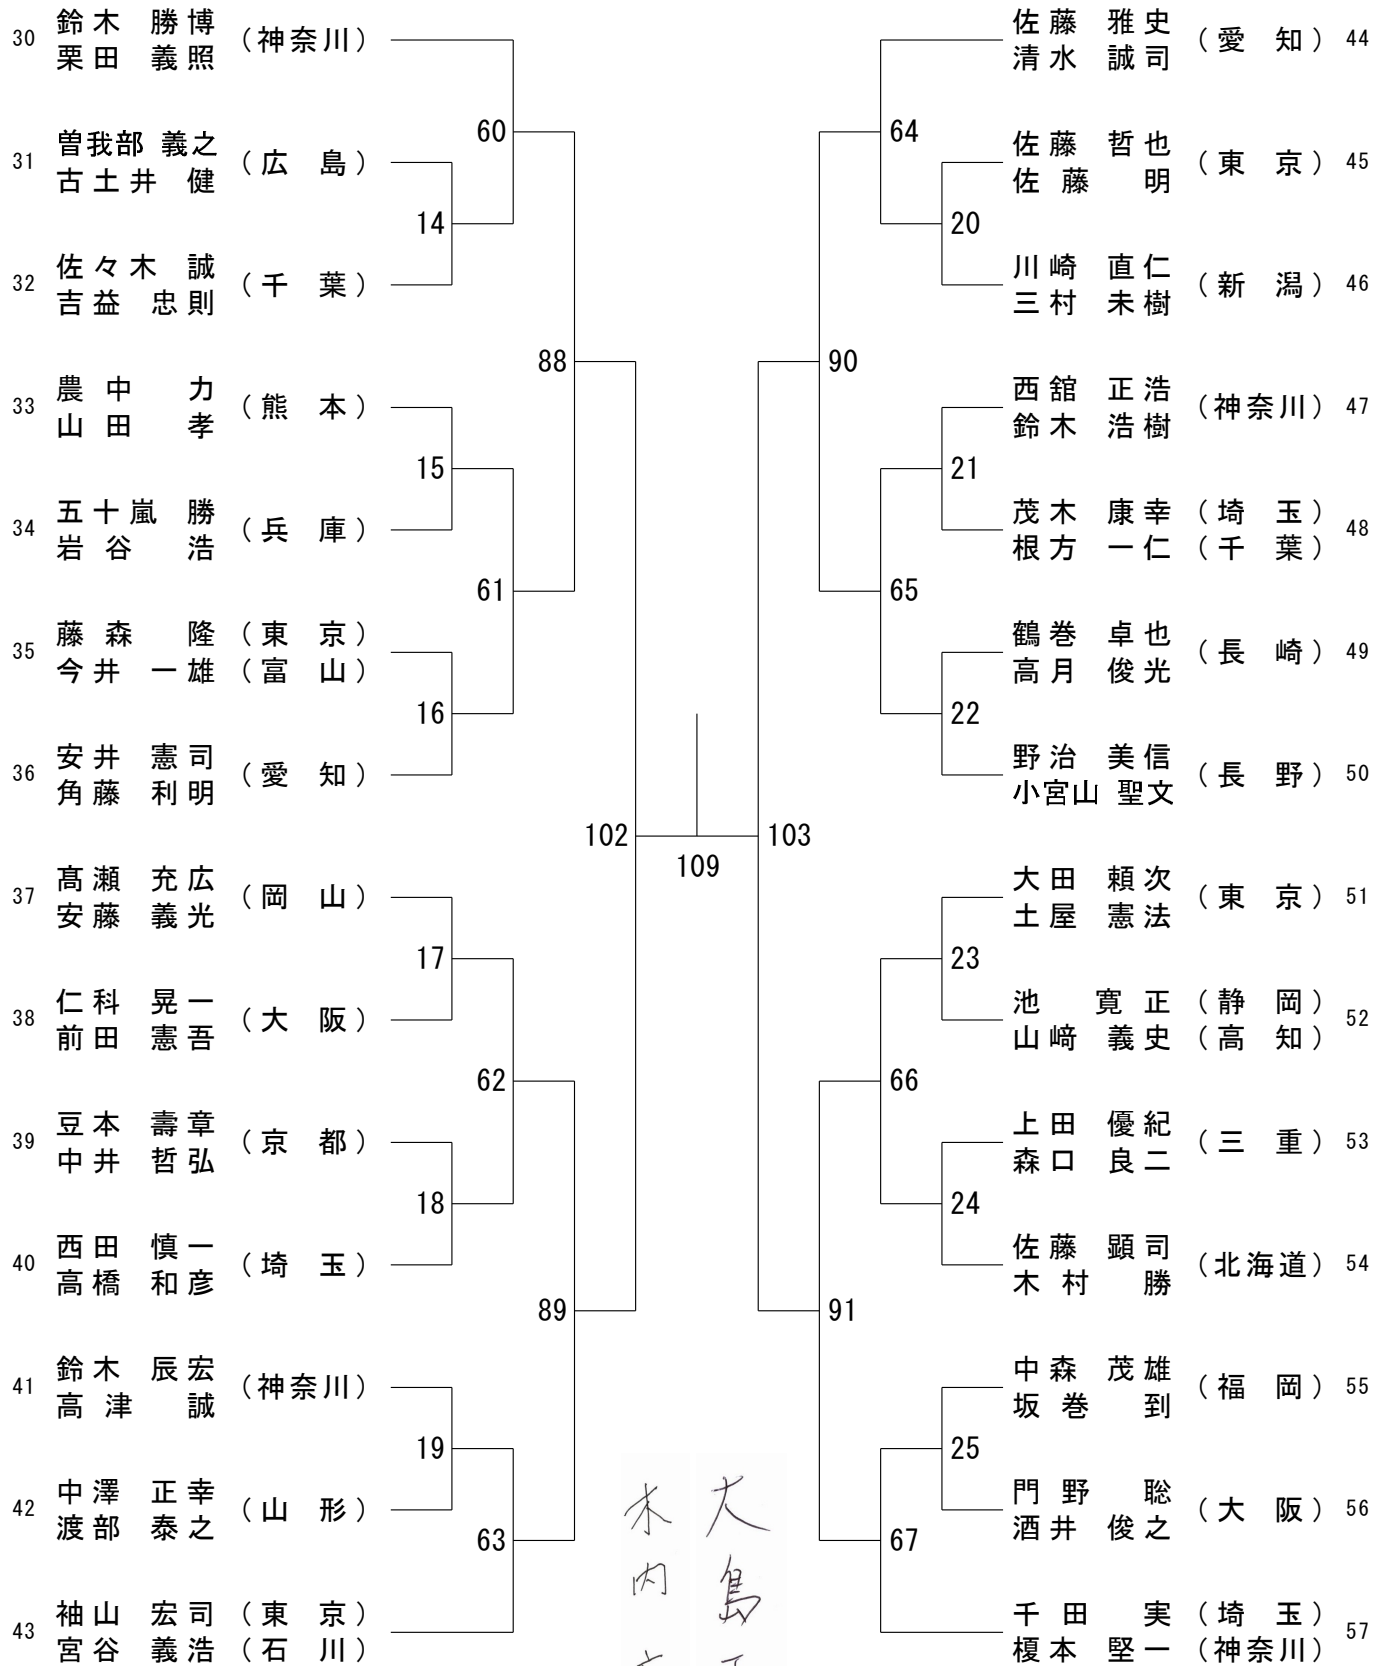 30 鈴木 勝博 (神奈川)
栗田 義照
60
31 曽我部 義之 (広 島)
古土井 健
14
32 佐々木 誠 (千 葉)
吉益 忠則
88
33 農中 力 (熊 本)
山田 孝
15
34 五十嵐 勝 (兵 庫)
岩谷 浩
61
35 藤森 隆 (東 京)
今井 一雄 (富 山)
16
36 安井 憲司 (愛 知)
角藤 利明
102
37 髙瀬 充広 (岡 山)
安藤 義光
17
38 仁科 晃一 (大 阪)
前田 憲吾
62
39 豆本 壽章 (京 都)
中井 哲弘
18
40 西田 慎一 (埼 玉)
高橋 和彦
89
41 鈴木 辰宏 (神奈川)
高津 誠
19
42 中澤 正幸 (山 形)
渡部 泰之
63
43 袖山 宏司 (東 京)
宮谷 義浩 (石 川)
109
佐藤 雅史 (愛 知) 44
清水 誠司
64
佐藤 哲也 (東 京) 45
佐藤 明
20
川崎 直仁 (新 潟) 46
三村 未樹
90
西舘 正浩 (神奈川) 47
鈴木 浩樹
21
茂木 康幸 (埼 玉) 48
根方 一仁 (千 葉)
65
鶴巻 卓也 (長 崎) 49
高月 俊光
22
野治 美信 (長 野) 50
小宮山 聖文
103
大田 頼次 (東 京) 51
土屋 憲法
23
池 寛正 (静 岡) 52
山﨑 義史 (高 知)
66
上田 優紀 (三 重) 53
森口 良二
24
佐藤 顕司 (北海道) 54
木村 勝
91
中森 茂雄 (福 岡) 55
坂巻 到
25
門野 聡 (大 阪) 56
酒井 俊之
67
千田 実 (埼 玉) 57
榎本 堅一 (神奈川)
大島
木内